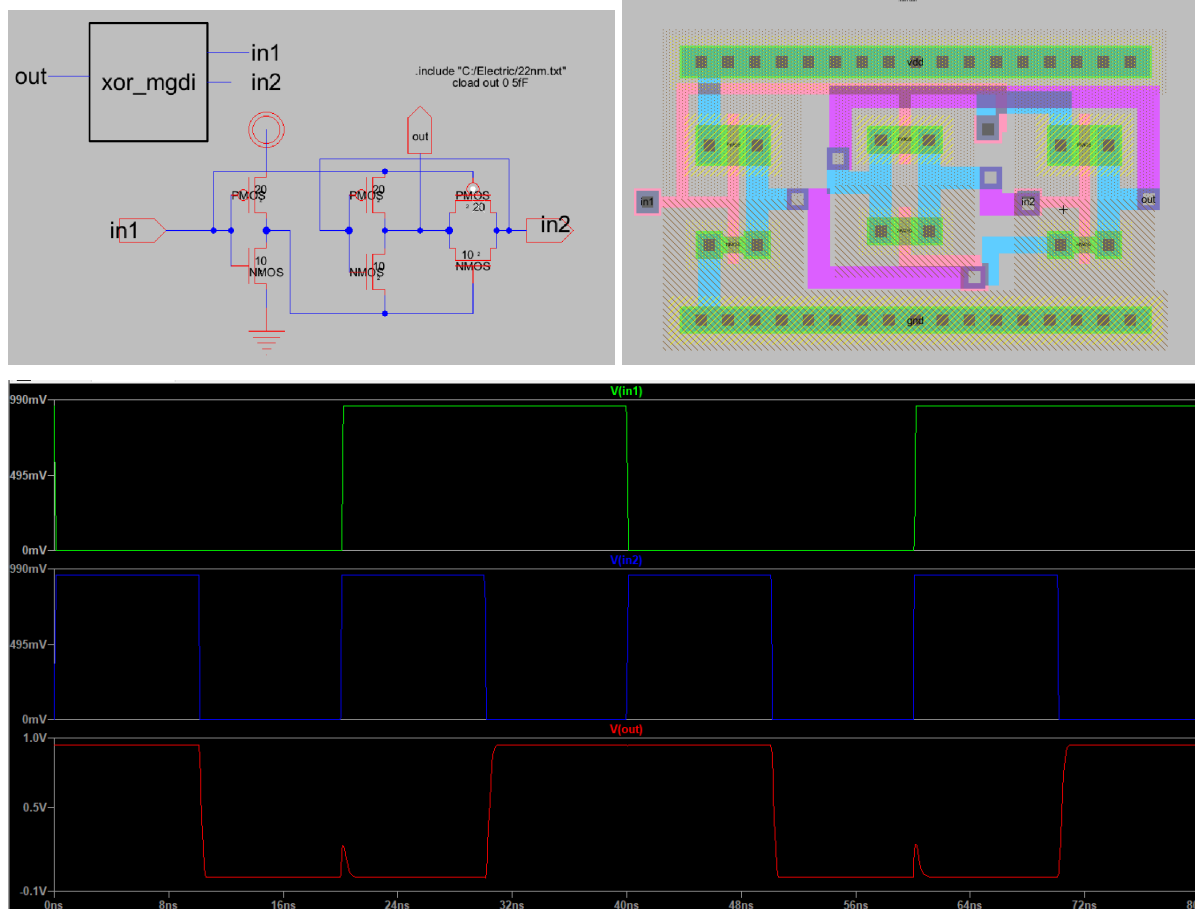 out
xor_mgdi
in1
in2
.include "C:/Electric/22nm.txt"
cload out 0 5fF
out
20
PMOS
20
PMOS
PMOS
20
in1
in2
10
NMOS
10
NMOS
10
NMOS
vdd
in1
in2
out
gnd
V(in1)
990mV
495mV
0mV
V(in2)
990mV
495mV
0mV
V(out)
1.0V
0.5V
-0.1V
0ns 8ns 16ns 24ns 32ns 40ns 48ns 56ns 64ns 72ns